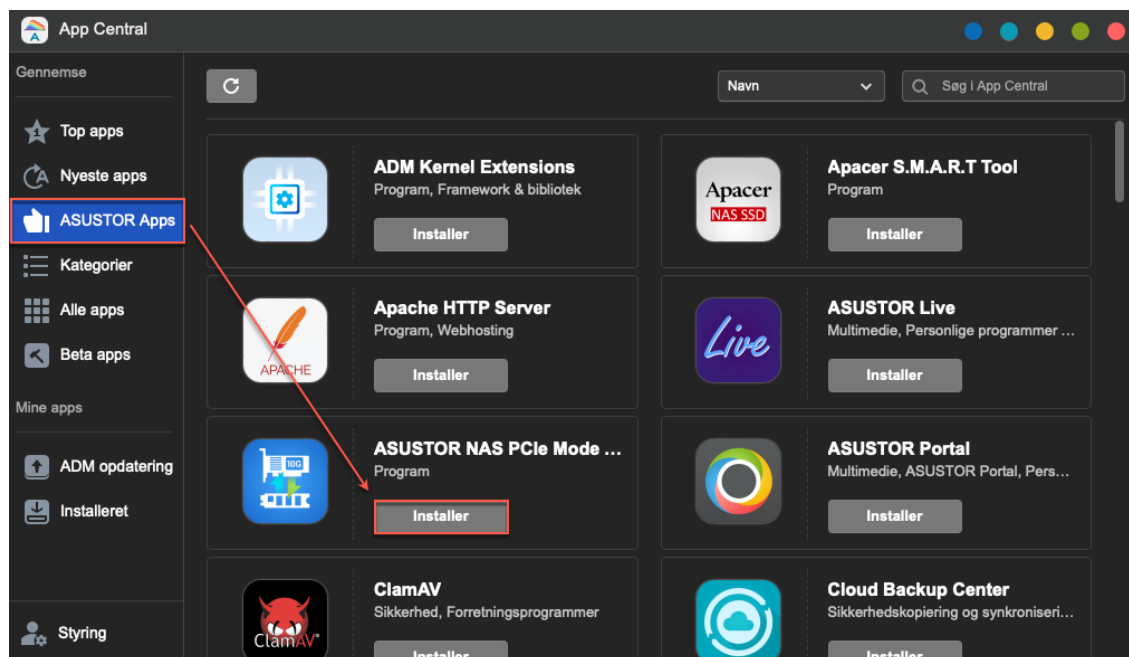 App Central
Gennemse
Top apps
Nyeste apps
ASUSTOR Apps
Kategorier
Alle apps
Beta apps
Mine apps
ADM opdatering
Installeret
Styring
Navn
Søg i App Central
ADM Kernel Extensions
Program, Framework & bibliotek
Installer
Apacer
NAS SSD
Apacer S.M.A.R.T Tool
Program
Installer
APACHE
Apache HTTP Server
Program, Webhosting
Installer
Live
ASUSTOR Live
Multimedie, Personlige programmer ...
Installer
10G
ASUSTOR NAS PCIe Mode ...
Program
Installer
ASUSTOR Portal
Multimedie, ASUSTOR Portal, Pers...
Installer
ClamAV
ClamAV
Sikkerhed, Forretningsprogrammer
Installer
Cloud Backup Center
Sikkerhedskopiering og synkroniseri...
Installer